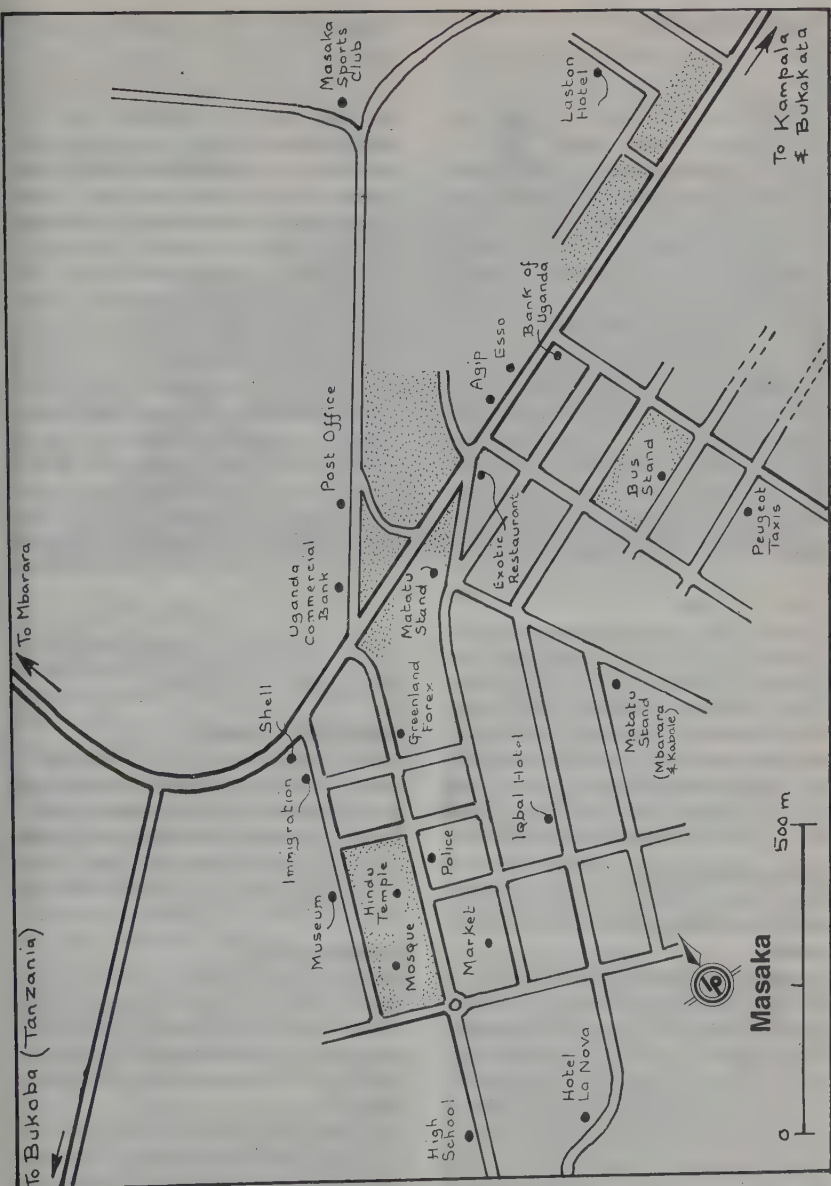 To Bukoba (Tanzania)
To Mbarara
Masaka
Sports
Club
Post Office
Uganda
Commercial
Bank
Shell
Immigration
Museum
Hindu
Temple
Mosque
Police
Market
High
School
Greenland
Forex
Matatu
Stand
Agip
Esso
Bank of
Uganda
Laston
Hotel
To Kampala
& Bukakata
Exotic
Restaurant
Bus
Stand
Peugeot
Taxis
Matatu
Stand
(Mbarara
& Kabale)
Iqbal Hotel
Hotel
La Nova
Masaka
0
500 m